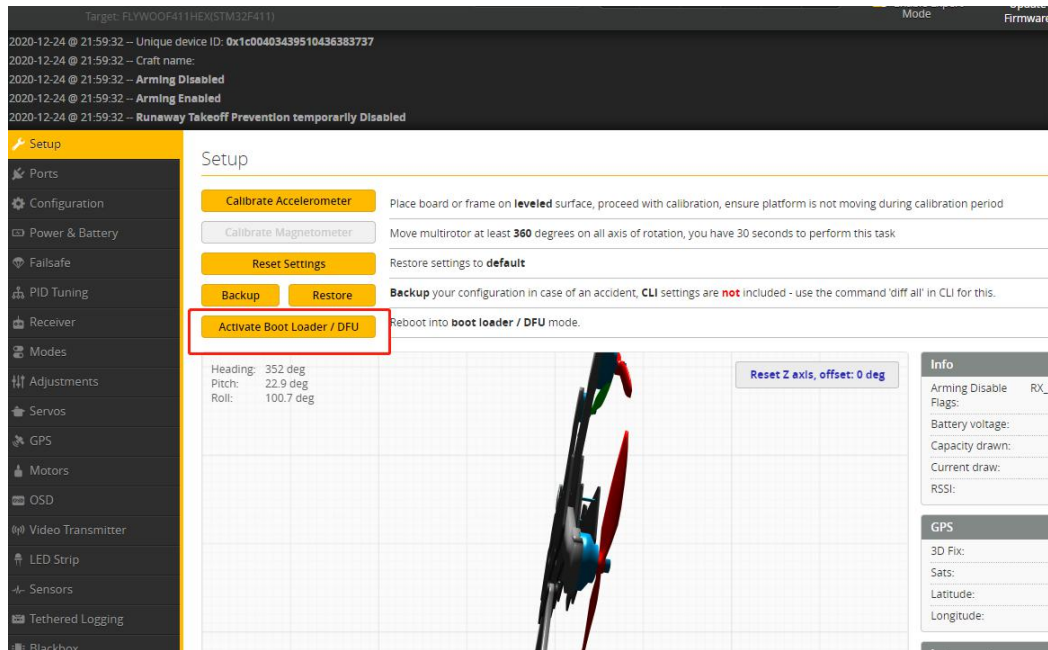 Target: FLYWOOF411HEX(STM32F411)
Mode
Firmware
2020-12-24 @ 21:59:32 -- Unique device ID: 0x1c00403439510436383737
2020-12-24 @ 21:59:32 -- Craft name:
2020-12-24 @ 21:59:32 -- Arming Disabled
2020-12-24 @ 21:59:32 -- Arming Enabled
2020-12-24 @ 21:59:32 -- Runaway Takeoff Prevention temporarily Disabled
Setup
Ports
Configuration
Power & Battery
Failsafe
PID Tuning
Receiver
Modes
Adjustments
Servos
GPS
Motors
OSD
Video Transmitter
LED Strip
Sensors
Tethered Logging
Blackbox
Setup
Calibrate Accelerometer
Place board or frame on leveled surface, proceed with calibration, ensure platform is not moving during calibration period
Calibrate Magnetometer
Move multirotor at least 360 degrees on all axis of rotation, you have 30 seconds to perform this task
Reset Settings
Restore settings to default
Backup
Restore
Backup your configuration in case of an accident, CLI settings are not included - use the command 'diff all' in CLI for this.
Activate Boot Loader / DFU
Reboot into boot loader / DFU mode.
Heading: 352 deg
Pitch: 22.9 deg
Roll: 100.7 deg
Reset Z axis, offset: 0 deg
Info
Arming Disable RX_
Flags:
Battery voltage:
Capacity drawn:
Current draw:
RSSI:
GPS
3D Fix:
Sats:
Latitude:
Longitude: